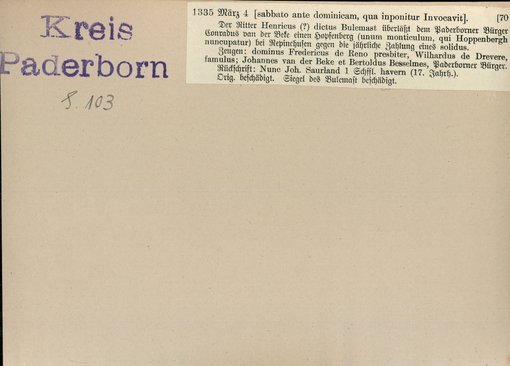 Kreis
Paderborn
S. 103
1335 März 4 [sabbato ante dominicam, qua inponitur Invocavit]. [70
Der Ritter Henricus (?) dictus Bulemast überläßt dem Paderborner Bürger
Conradus van der Beke einen Hopfenberg (unum monticulum, qui Hoppenbergh
nuncupatur) bei Repinchusen gegen die jährliche Zahlung eines solidus.
Zeugen: dominus Fredericus de Reno presbiter, Wilhardus de Drevere,
famulus; Johannes van der Beke et Bertoldus Besselmes, Paderborner Bürger.
Rückschrift: Nunc Joh. Saurland 1 Schffl. havern (17. Jahrh.).
Orig. beschädigt. Siegel des Bulemast beschädigt.